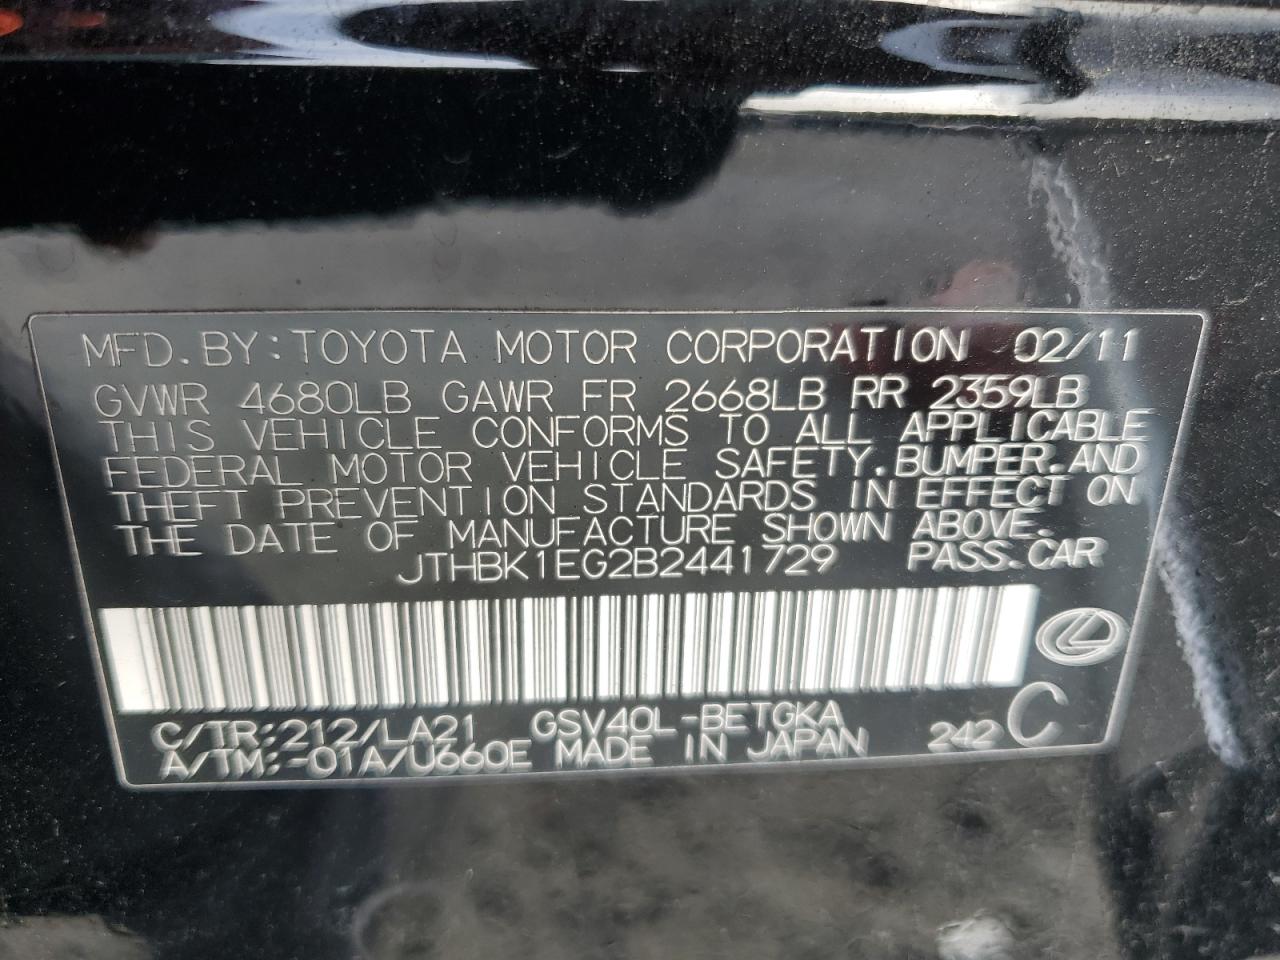 MFD. BY: TOYOTA MOTOR CORPORATION 02/11
GVWR 4680LB GAWR FR 2668LB RR 2359LB
THIS VEHICLE CONFORMS TO ALL APPLICABLE
FEDERAL MOTOR VEHICLE SAFETY, BUMPER, AND
THEFT PREVENTION STANDARDS IN EFFECT ON
THE DATE OF MANUFACTURE SHOWN ABOVE.
JTHBK1EG2B2441729 PASS. CAR
C/TR:212/LA21 GSV40L-BETGKA
A/TM:-01A/U660E MADE IN JAPAN 242 C